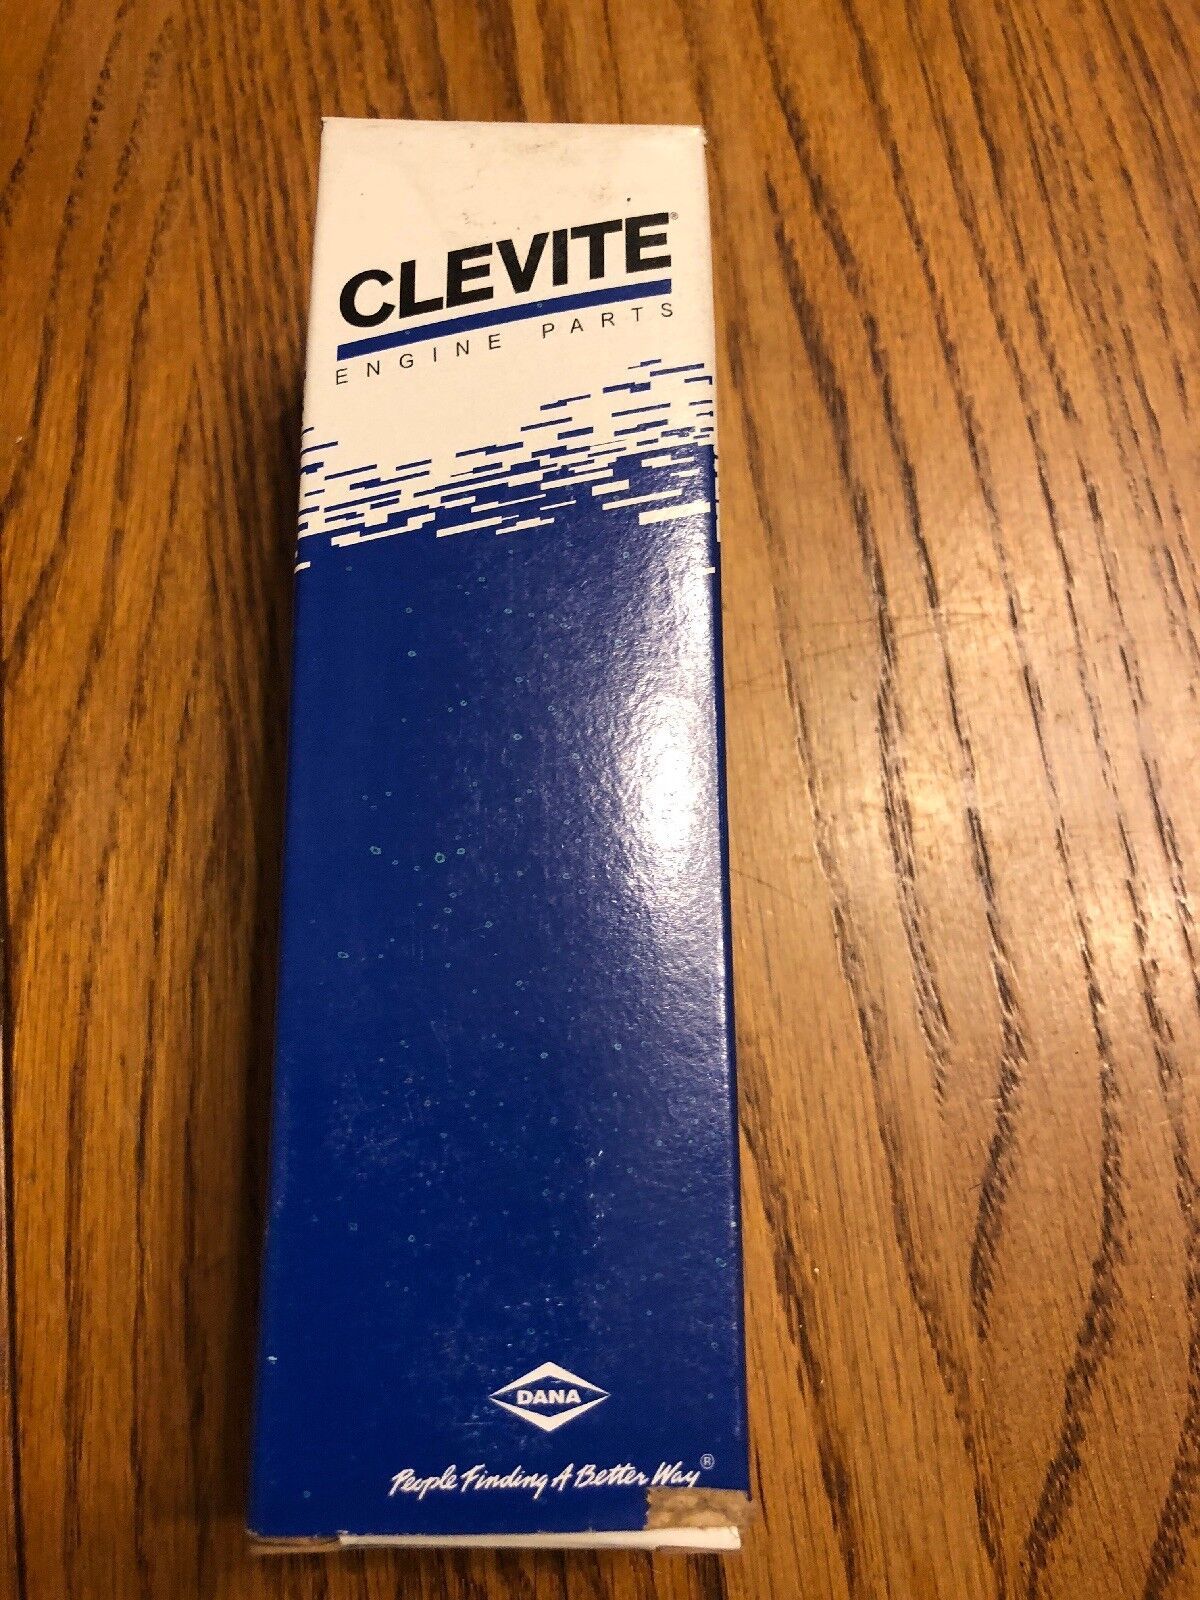 CLEVITE®
ENGINE PARTS
DANA
People Finding A Better Way®